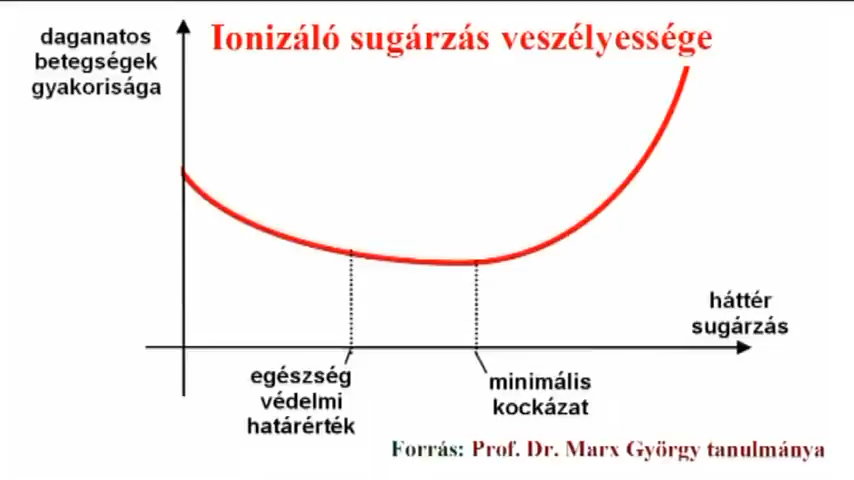 Ionizáló sugárzás veszélyessége
daganatos
betegségek
gyakorisága
háttér
sugárzás
egészség
védelmi
határérték
minimális
kockázat
Forrás: Prof. Dr. Marx György tanulmánya